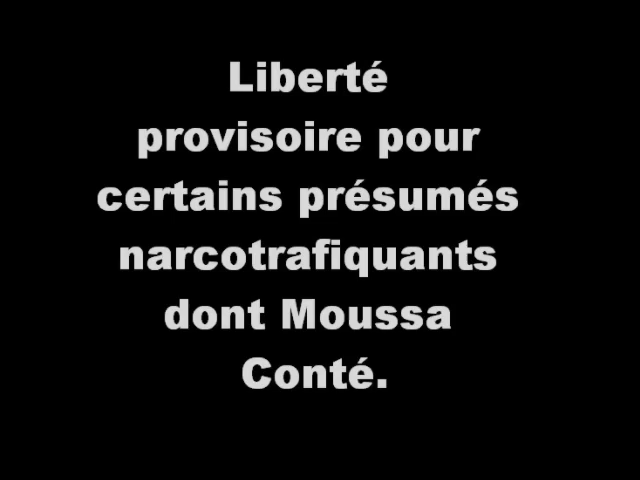 Liberté
provisoire pour
certains présumés
narcotrafiquants
dont Moussa
Conté.